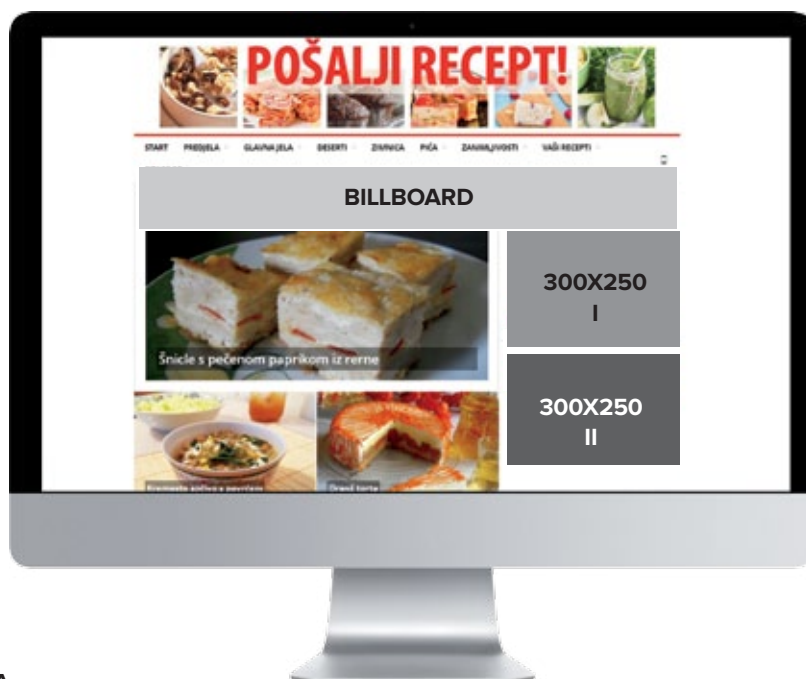 POŠALJI RECEPT!
START PREDJELA GLAVNA JELA DESERTI ZIMNICA PIĆA ZANIMLJIVOSTI VAŠI RECEPTI
BILLBOARD
300X250
I
Šnicle s pečenom paprikom iz rerne
300X250
II
torta